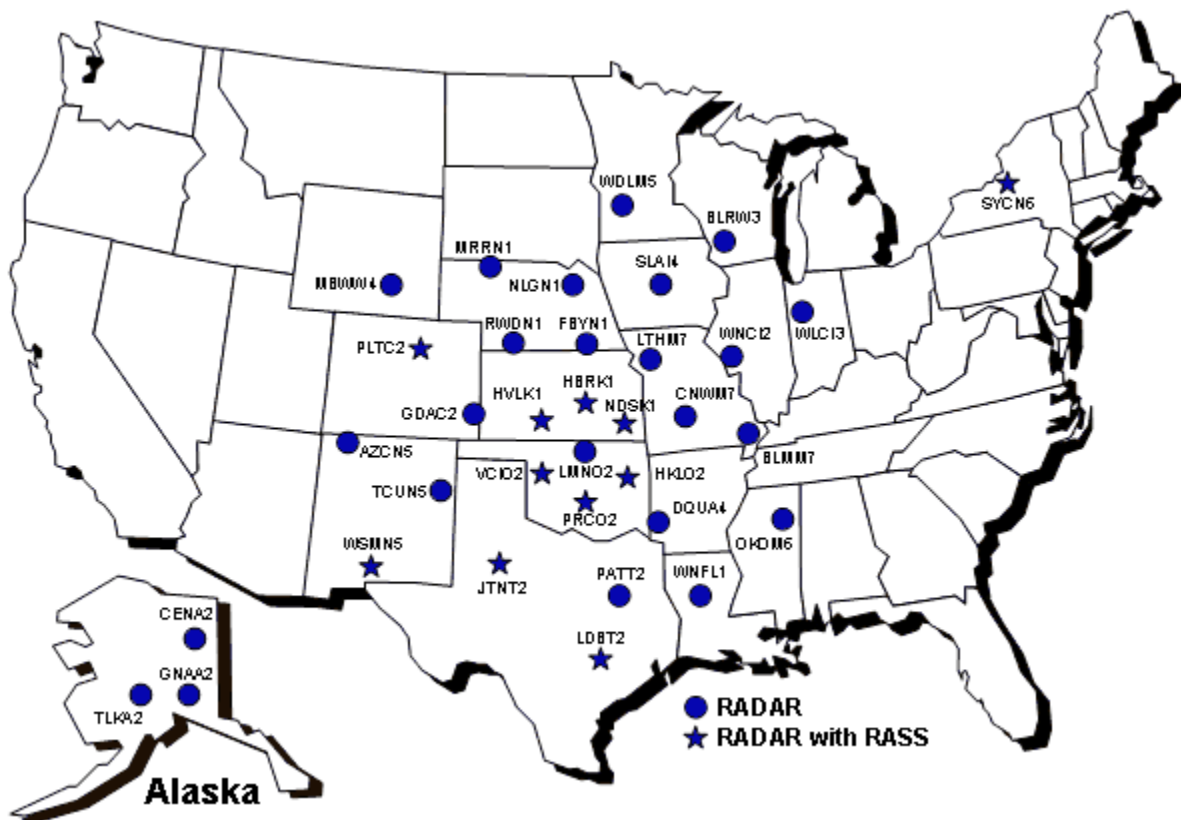 WDLM5
SYCN6
BLRW3
MRRN1
SLAI4
MBWW4
NLGN1
RWDN1
FBYN1
WNCI2
WLCI3
LTHM7
PLTC2
HBRK1
HVLK1
CNWM7
NDSK1
GDAC2
AZCN5
BLMM7
VCIO2
LMNO2
HKLO2
TCUN5
DQUA4
PRCO2
WSMN5
OKOM6
JTNT2
PATT2
WNFL1
CENA2
LDBT2
GNAA2
RADAR
TLKA2
RADAR with RASS
Alaska